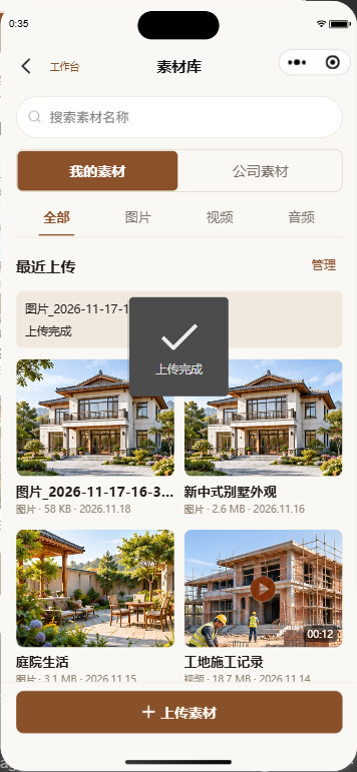 0:35
工作台
素材库
搜索素材名称
我的素材
公司素材
全部
图片
视频
音频
最近上传
管理
图片_2026-11-17-1
上传完成
上传完成
图片_2026-11-17-16-3...
图片 · 58 KB · 2026.11.18
新中式别墅外观
图片 · 2.6 MB · 2026.11.16
00:12
庭院生活
图片 · 3.1 MB · 2026.11.15
工地施工记录
视频 · 18.7 MB · 2026.11.14
+ 上传素材